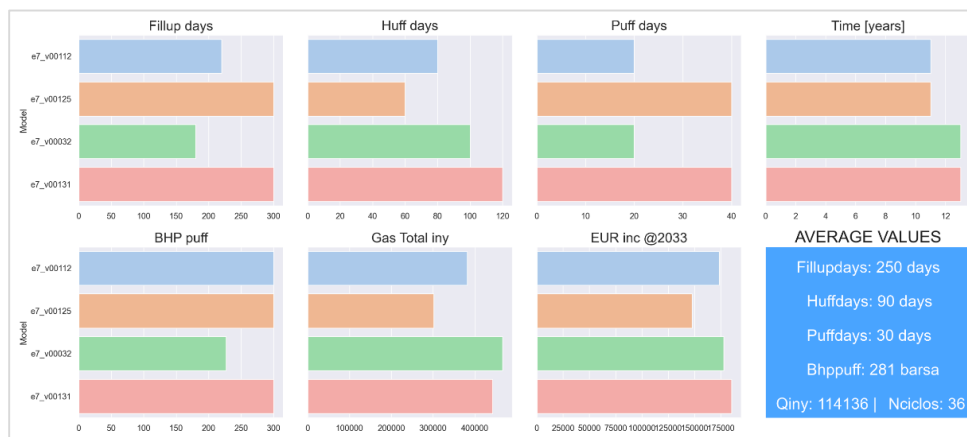 Fillup days
Huff days
Puff days
Time [years]
Model
e7_v00112
e7_v00125
e7_v00032
e7_v00131
0 50 100 150 200 250 300
0 20 40 60 80 100 120
0 10 20 30 40
0 2 4 6 8 10 12
BHP puff
Gas Total iny
EUR inc @2033
AVERAGE VALUES
Model
e7_v00112
e7_v00125
e7_v00032
e7_v00131
0 50 100 150 200 250 300
0 100000 200000 300000 400000
0 25000 50000 75000 100000 125000 150000 175000
Fillupdays: 250 days
Huffdays: 90 days
Puffdays: 30 days
Bhppuff: 281 barsa
Qiny: 114136 | Nciclos: 36